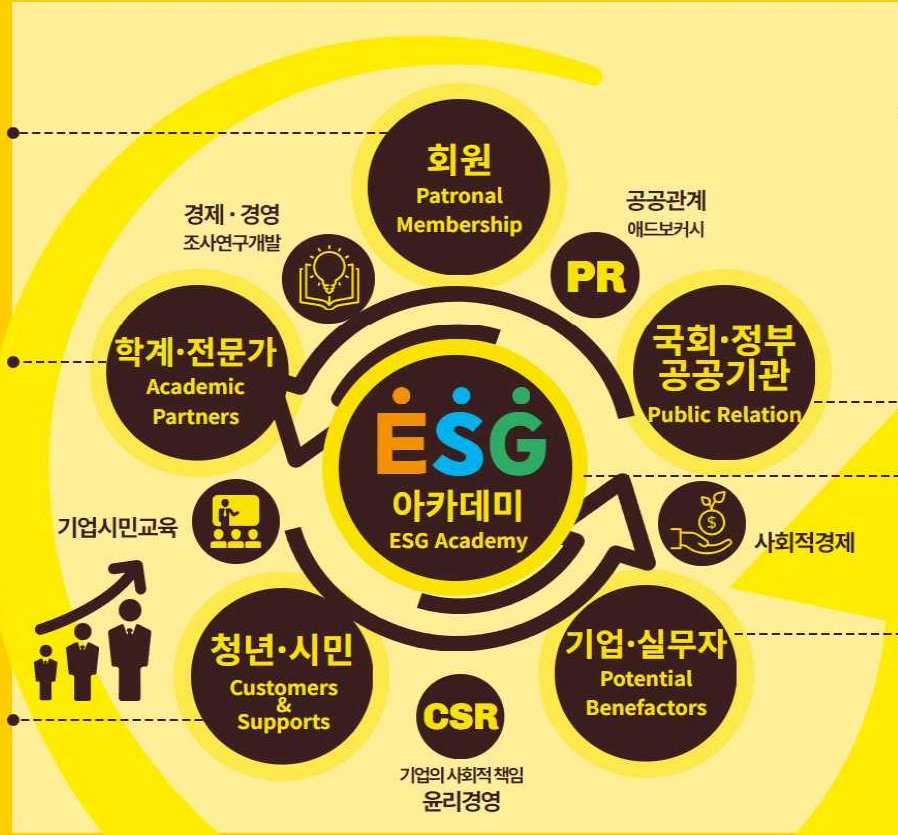 회원
Patronal
Membership
경제·경영
조사연구개발
공공관계
애드보커시
PR
학계·전문가
Academic
Partners
국회·정부
공공기관
Public Relation
ESG
아카데미
ESG Academy
기업시민교육
$
사회적경제
청년·시민
Customers
&
Supports
기업·실무자
Potential
Benefactors
CSR
기업의 사회적 책임
윤리경영